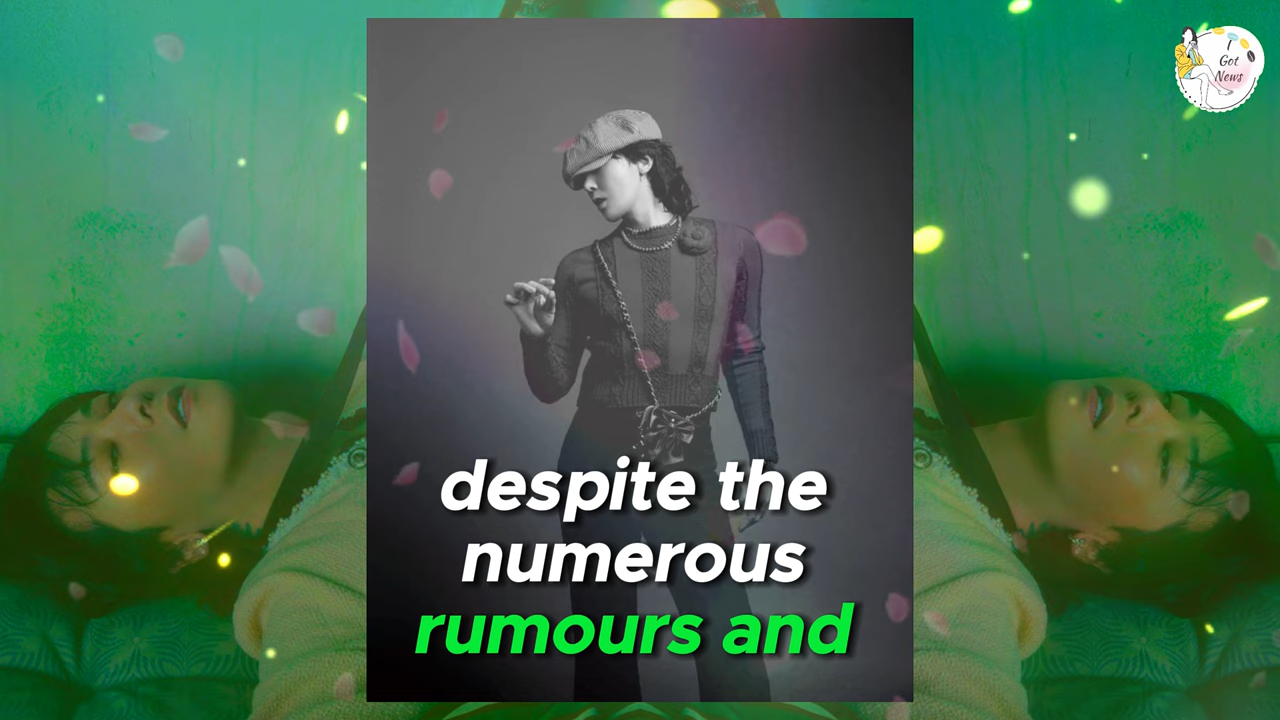 I
Got
News
despite the
numerous
rumours and